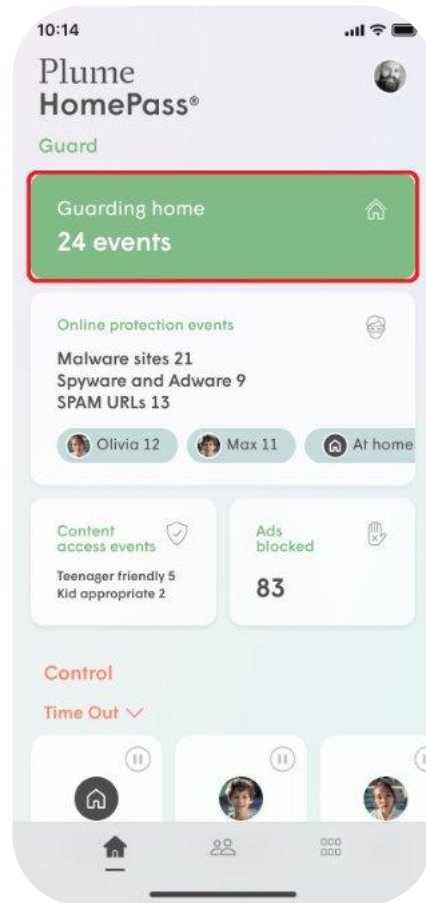 10:14
Plume
HomePass®
Guard
Guarding home
24 events
Online protection events
Malware sites 21
Spyware and Adware 9
SPAM URLs 13
Olivia 12
Max 11
At home
Content
access events
Teenager friendly 5
Kid appropriate 2
Ads
blocked
83
Control
Time Out